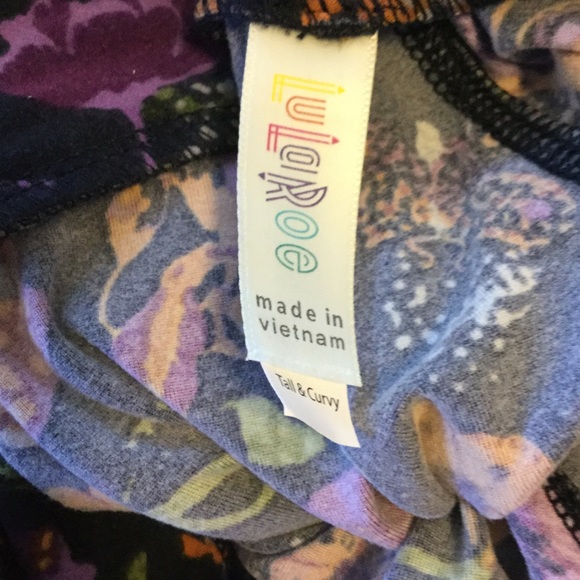 LuLaRoe
made in
vietnam
Tall & Curvy